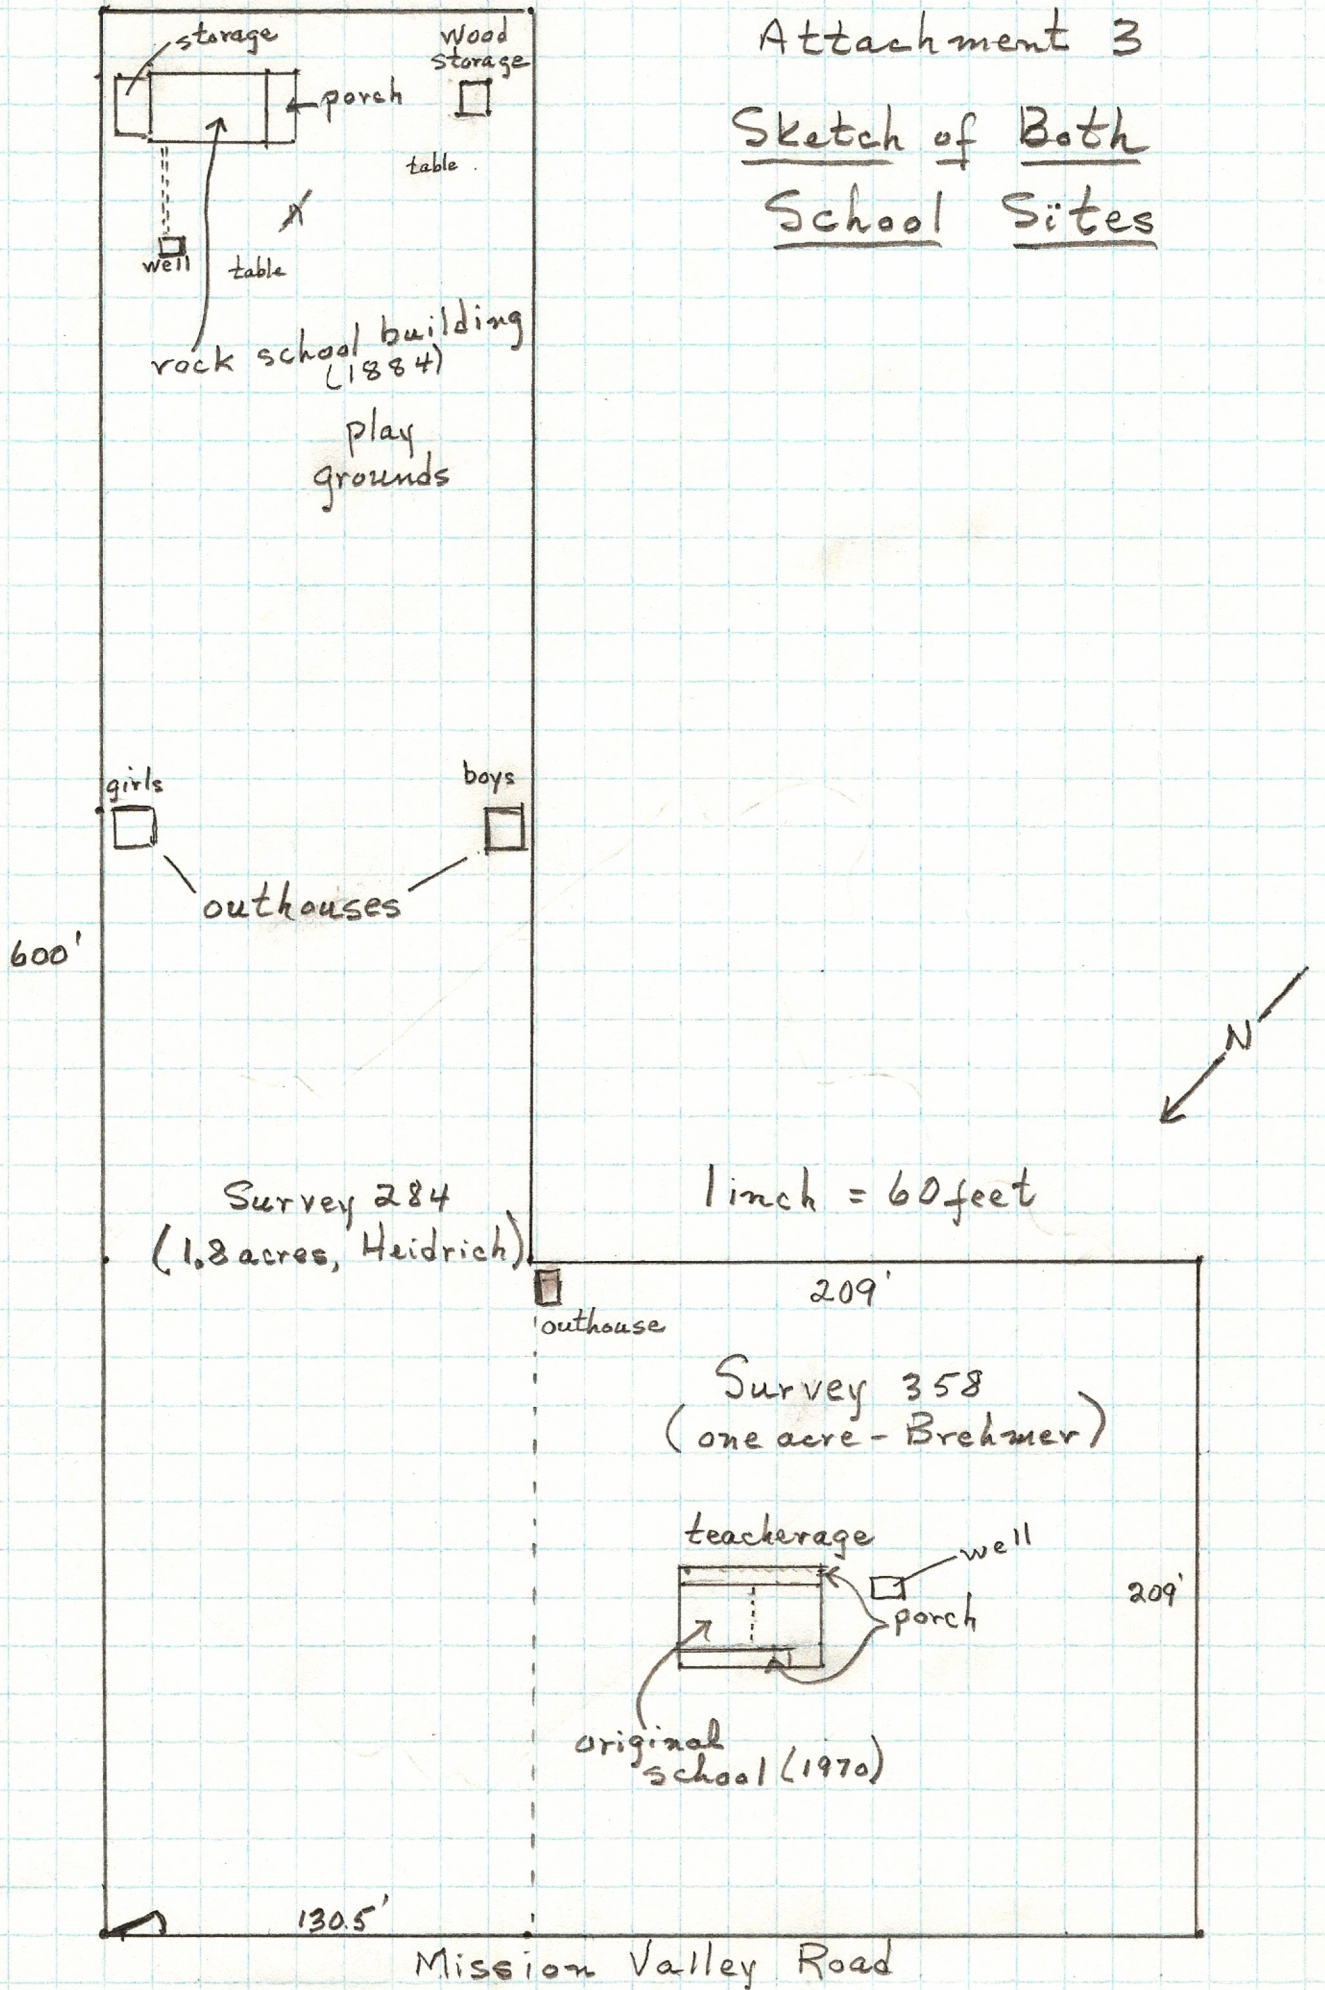 Attachment 3
Sketch of Both
School Sites
storage
Wood
storage
porch
table
well
table
rock school building
(1884)
play
grounds
girls
boys
outhouses
600'
N
Survey 284
(1.8 acres, Heidrich)
1 inch = 60 feet
209'
outhouse
Survey 358
(one acre - Brehmer)
teacherage
well
209'
porch
original
school (1970)
130.5'
Mission Valley Road